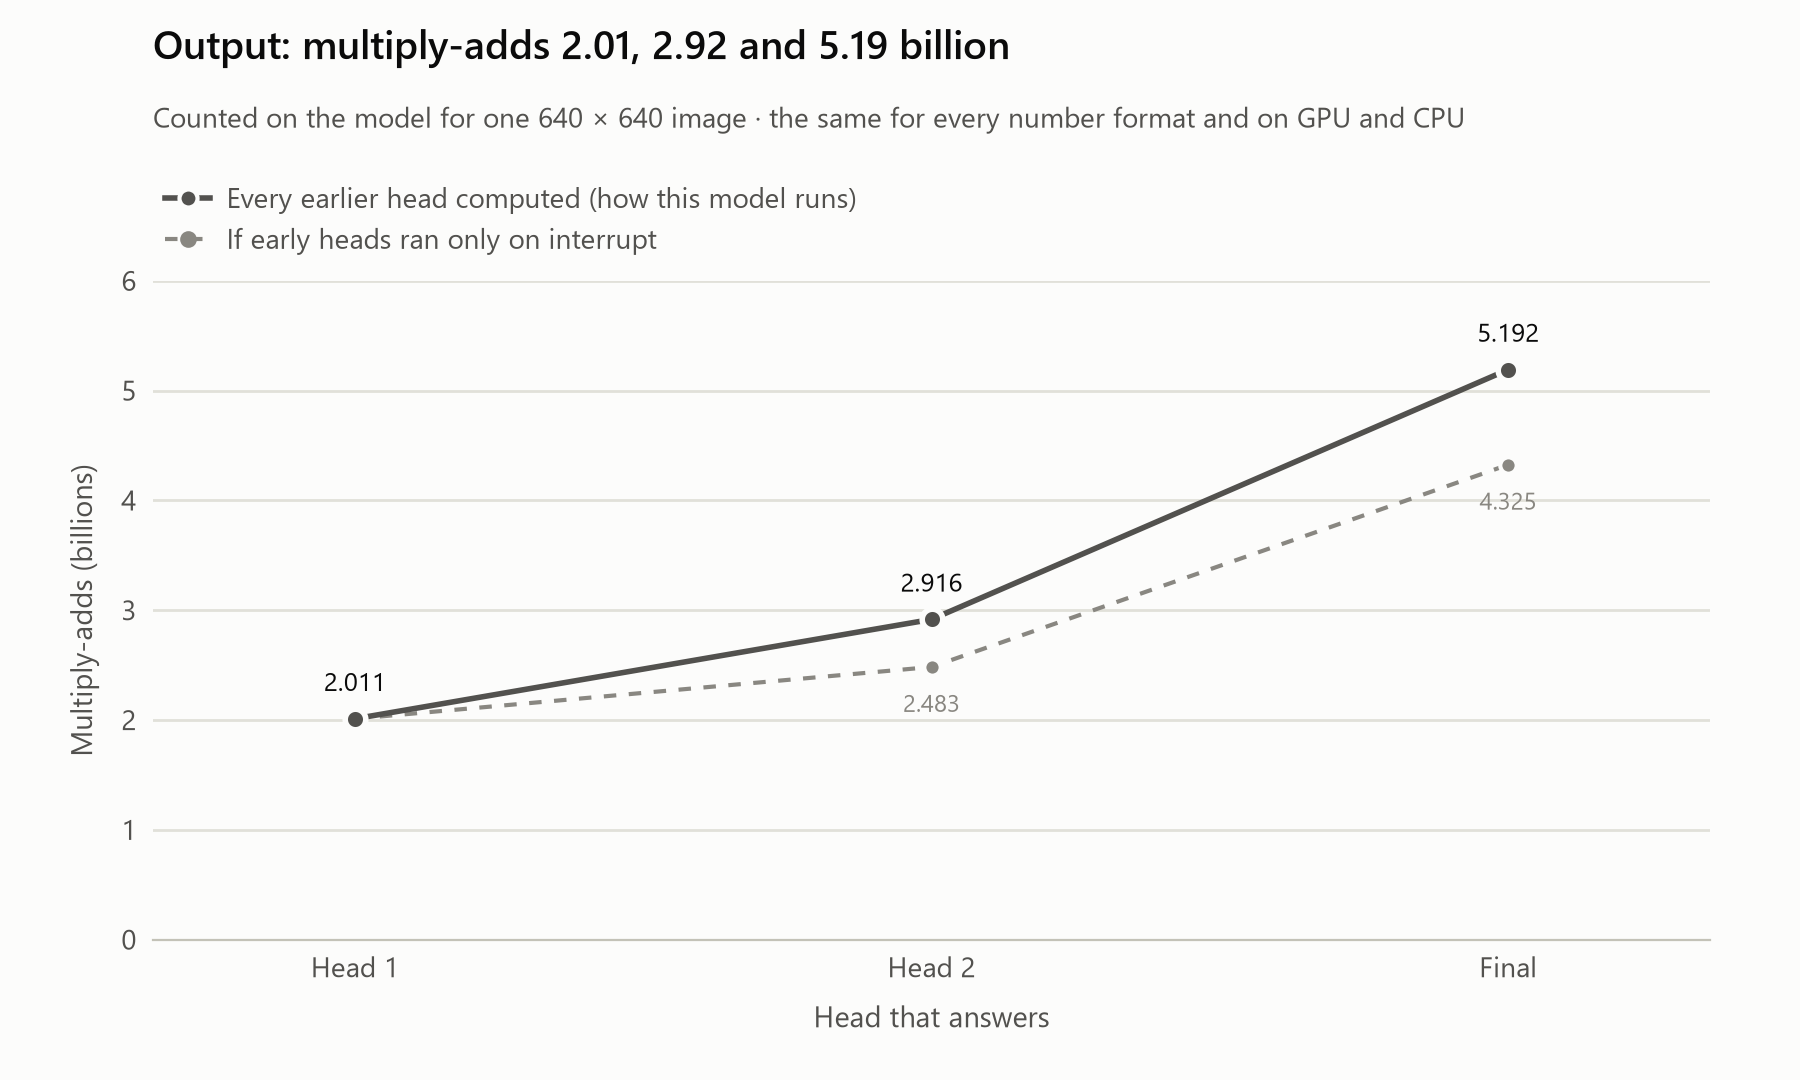 Output: multiply-adds 2.01, 2.92 and 5.19 billion
Counted on the model for one 640 × 640 image · the same for every number format and on GPU and CPU
Every earlier head computed (how this model runs)
If early heads ran only on interrupt
Multiply-adds (billions)
6
5
4
3
2
1
0
2.011
2.916
5.192
2.483
4.325
Head 1
Head 2
Final
Head that answers